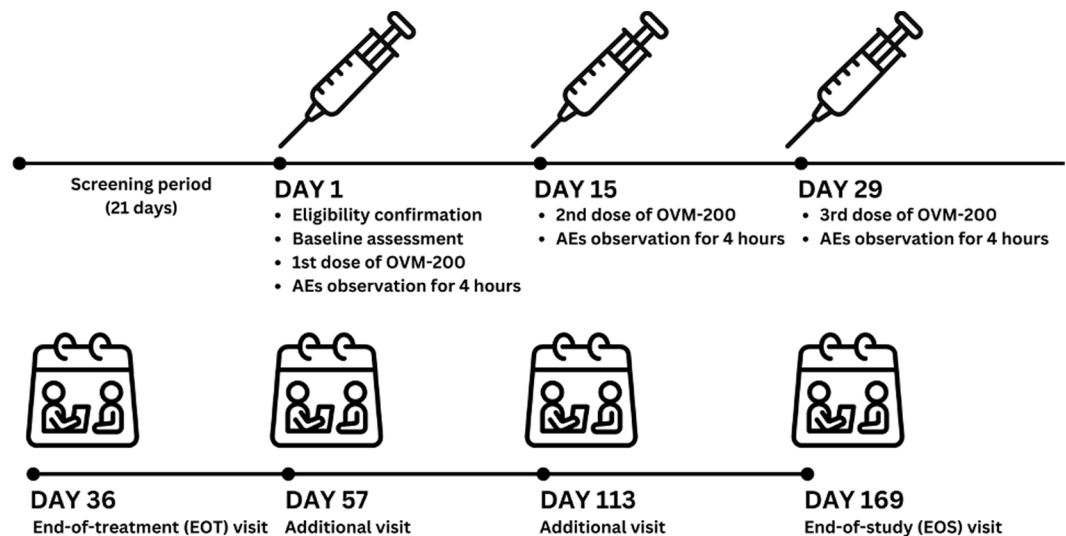 Screening period
(21 days)
DAY 1
• Eligibility confirmation
• Baseline assessment
• 1st dose of OVM-200
• AEs observation for 4 hours
DAY 15
• 2nd dose of OVM-200
• AEs observation for 4 hours
DAY 29
• 3rd dose of OVM-200
• AEs observation for 4 hours
DAY 36
End-of-treatment (EOT) visit
DAY 57
Additional visit
DAY 113
Additional visit
DAY 169
End-of-study (EOS) visit